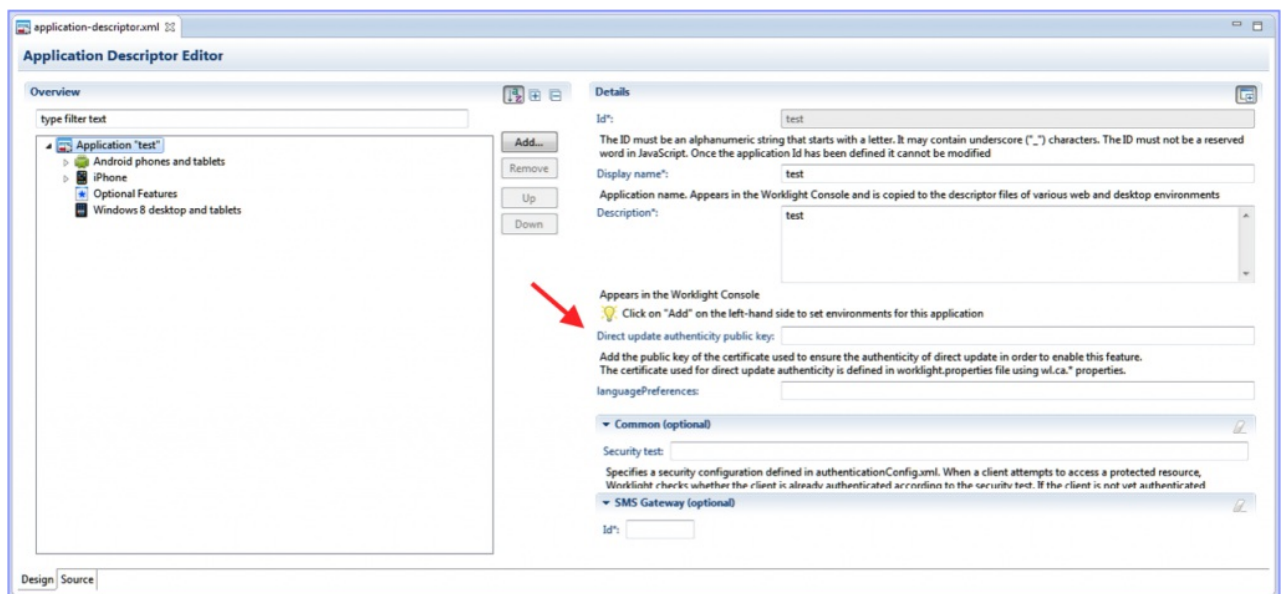 application-descriptor.xml
Application Descriptor Editor
Overview
type filter text
Application "test"
Android phones and tablets
iPhone
Optional Features
Windows 8 desktop and tablets
Add...
Remove
Up
Down
Details
Id*: test
The ID must be an alphanumeric string that starts with a letter. It may contain underscore ("_") characters. The ID must not be a reserved
word in JavaScript. Once the application Id has been defined it cannot be modified
Display name*: test
Application name. Appears in the Worklight Console and is copied to the descriptor files of various web and desktop environments
Description*: test
Appears in the Worklight Console
Click on "Add" on the left-hand side to set environments for this application
Direct update authenticity public key:
Add the public key of the certificate used to ensure the authenticity of direct update in order to enable this feature.
The certificate used for direct update authenticity is defined in worklight.properties file using wl.ca.* properties.
languagePreferences:
Common (optional)
Security test:
Specifies a security configuration defined in authenticationConfig.xml. When a client attempts to access a protected resource,
Worklight checks whether the client is already authenticated according to the security test. If the client is not yet authenticated
SMS Gateway (optional)
Id*:
Design Source